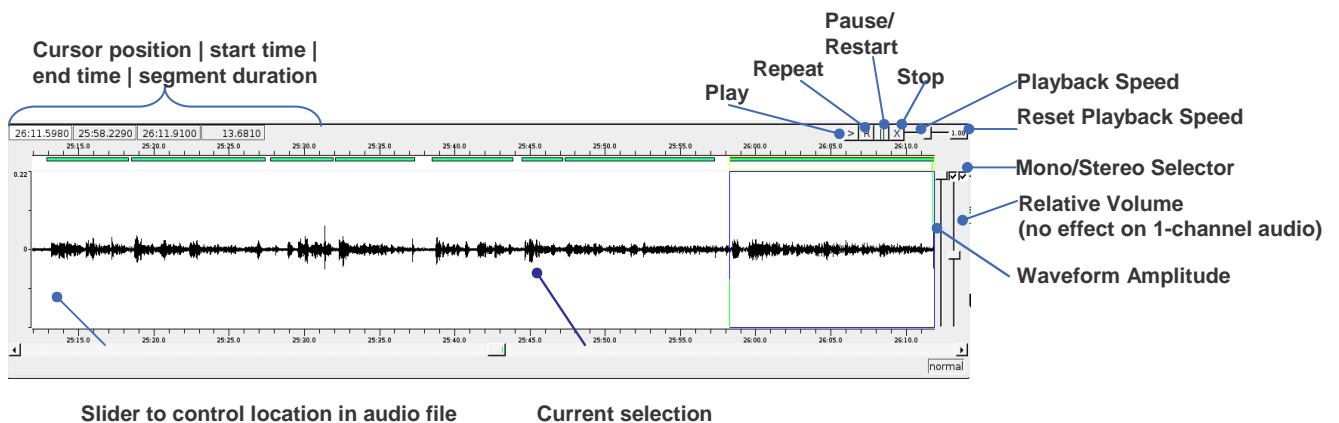 Pause/
Restart
Cursor position | start time |
end time | segment duration
Repeat
Stop
Play
Playback Speed
Reset Playback Speed
26:11.5980 25:58.2290 26:11.9100 13.6810
> R || X 1.00
25:15.0 25:20.0 25:25.0 25:30.0 25:35.0 25:40.0 25:45.0 25:50.0 25:55.0 26:00.0 26:05.0 26:10.0
Mono/Stereo Selector
0.22
Relative Volume
(no effect on 1-channel audio)
0
Waveform Amplitude
25:15.0 25:20.0 25:25.0 25:30.0 25:35.0 25:40.0 25:45.0 25:50.0 25:55.0 26:00.0 26:05.0 26:10.0
normal
Slider to control location in audio file Current selection